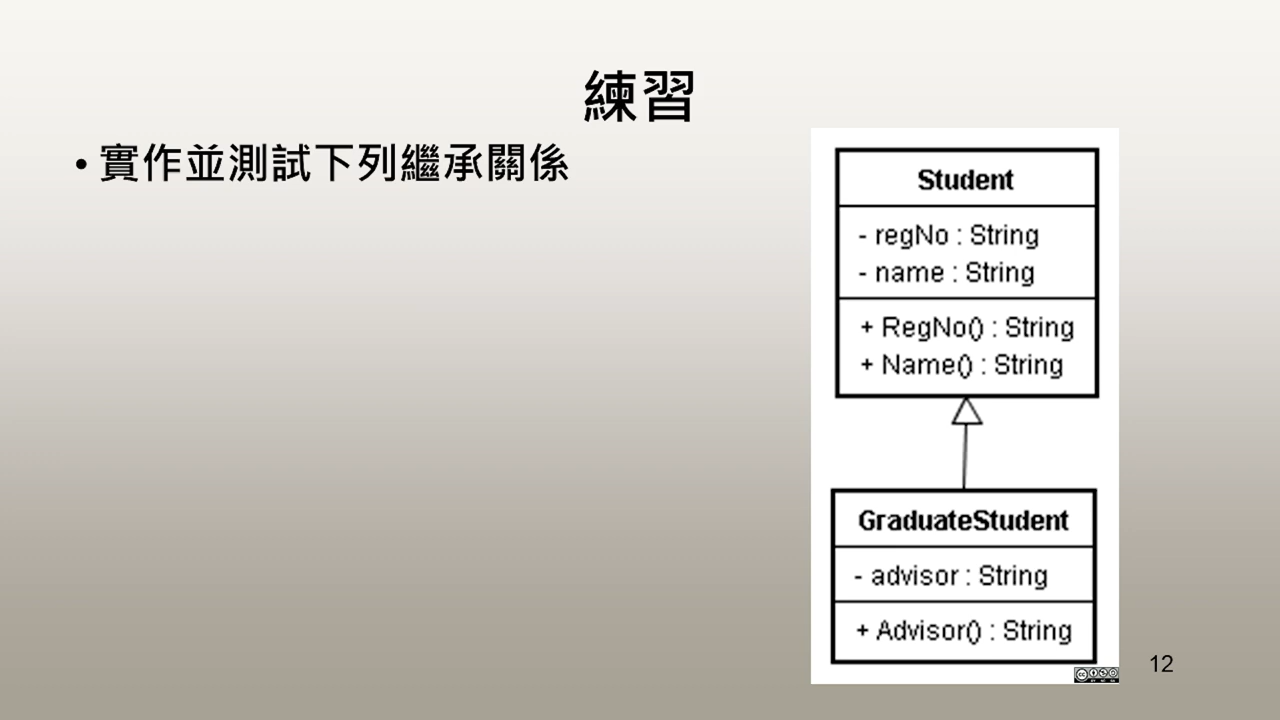 練習
• 實作並測試下列繼承關係
Student
- regNo : String
- name : String
+ RegNo() : String
+ Name() : String
GraduateStudent
- advisor : String
+ Advisor() : String
12